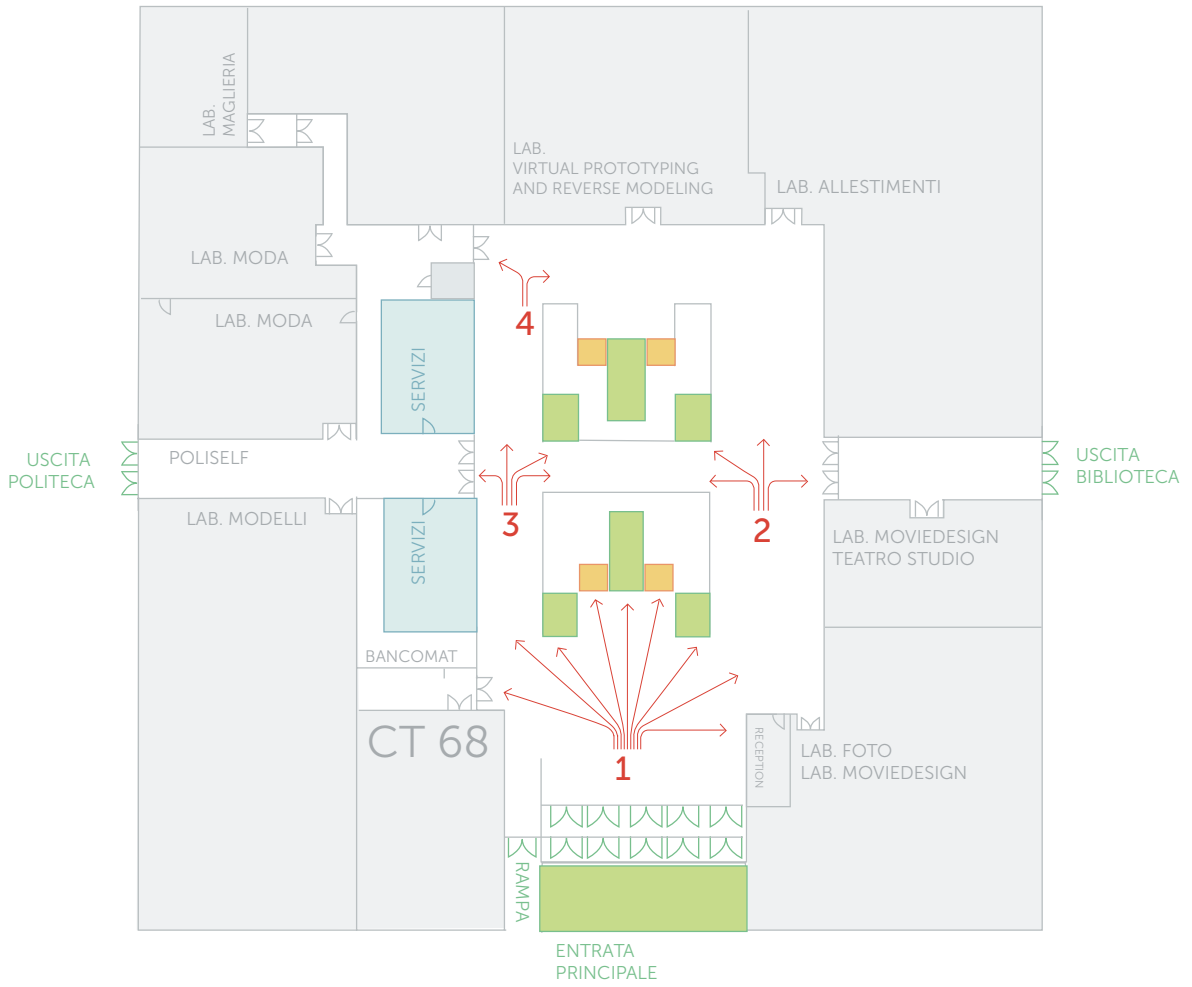 LAB.
MAGLIERIA
LAB.
VIRTUAL PROTOTYPING
AND REVERSE MODELING
LAB. ALLESTIMENTI
LAB. MODA
LAB. MODA
4
SERVIZI
USCITA
POLITECA
POLISELF
USCITA
BIBLIOTECA
LAB. MODELLI
3
2
SERVIZI
LAB. MOVIEDESIGN
TEATRO STUDIO
BANCOMAT
CT 68
1
RECEPTION
LAB. FOTO
LAB. MOVIEDESIGN
RAMPA
ENTRATA
PRINCIPALE